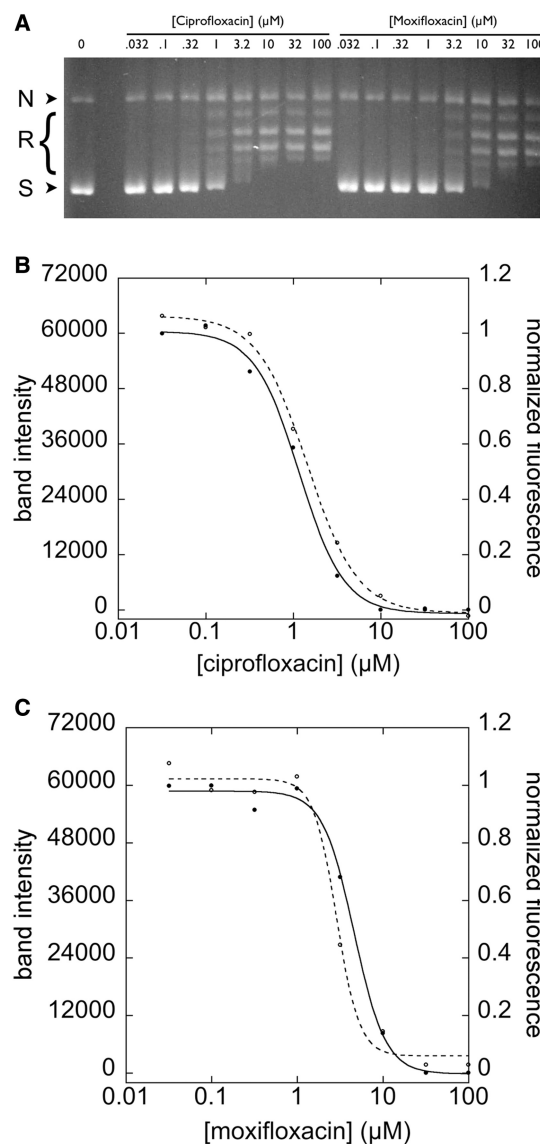 A
[Ciprofloxacin] (µM) [Moxifloxacin] (µM)
0 .032 .1 .32 1 3.2 10 32 100 .032 .1 .32 1 3.2 10 32 100
N
R
S
B
72000 1.2
60000 1
48000 0.8
36000 0.6
24000 0.4
12000 0.2
0 0
0.01 0.1 1 10 100
band intensity
normalized fluorescence
[ciprofloxacin] (µM)
C
72000 1.2
60000 1
48000 0.8
36000 0.6
24000 0.4
12000 0.2
0 0
0.01 0.1 1 10 100
band intensity
normalized fluorescence
[moxifloxacin] (µM)